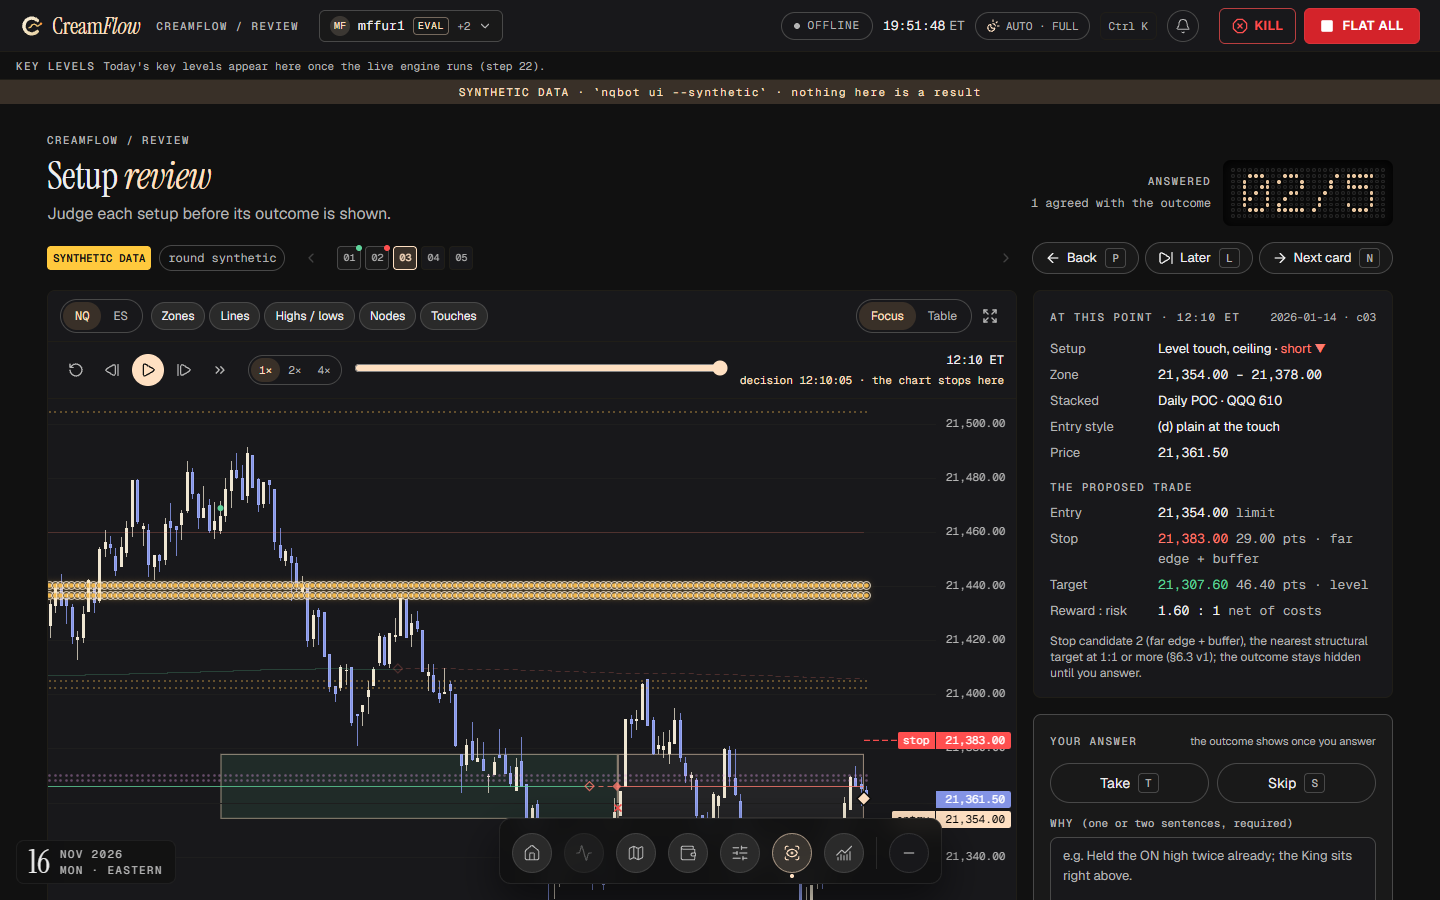 CreamFlow
CREAMFLOW / REVIEW
MF mffur1 EVAL +2
OFFLINE
19:51:48 ET
AUTO · FULL
Ctrl K
KILL
FLAT ALL
KEY LEVELS Today's key levels appear here once the live engine runs (step 22).
SYNTHETIC DATA · `nqbot ui --synthetic` · nothing here is a result
CREAMFLOW / REVIEW
Setup review
Judge each setup before its outcome is shown.
ANSWERED
1 agreed with the outcome
02/5
SYNTHETIC DATA
round synthetic
01 02 03 04 05
Back P
Later L
Next card N
NQ ES
Zones
Lines
Highs / lows
Nodes
Touches
Focus Table
1× 2× 4×
12:10 ET
decision 12:10:05 · the chart stops here
21,500.00
21,480.00
21,460.00
21,440.00
21,420.00
21,400.00
stop 21,383.00
21,361.50
21,354.00
21,340.00
AT THIS POINT · 12:10 ET
2026-01-14 · c03
Setup Level touch, ceiling · short ▼
Zone 21,354.00 – 21,378.00
Stacked Daily POC · QQQ 610
Entry style (d) plain at the touch
Price 21,361.50
THE PROPOSED TRADE
Entry 21,354.00 limit
Stop 21,383.00 29.00 pts · far
edge + buffer
Target 21,307.60 46.40 pts · level
Reward : risk 1.60 : 1 net of costs
Stop candidate 2 (far edge + buffer), the nearest structural
target at 1:1 or more (§6.3 v1); the outcome stays hidden
until you answer.
YOUR ANSWER
the outcome shows once you answer
Take T
Skip S
WHY (one or two sentences, required)
e.g. Held the ON high twice already; the King sits
right above.
16 NOV 2026
MON · EASTERN